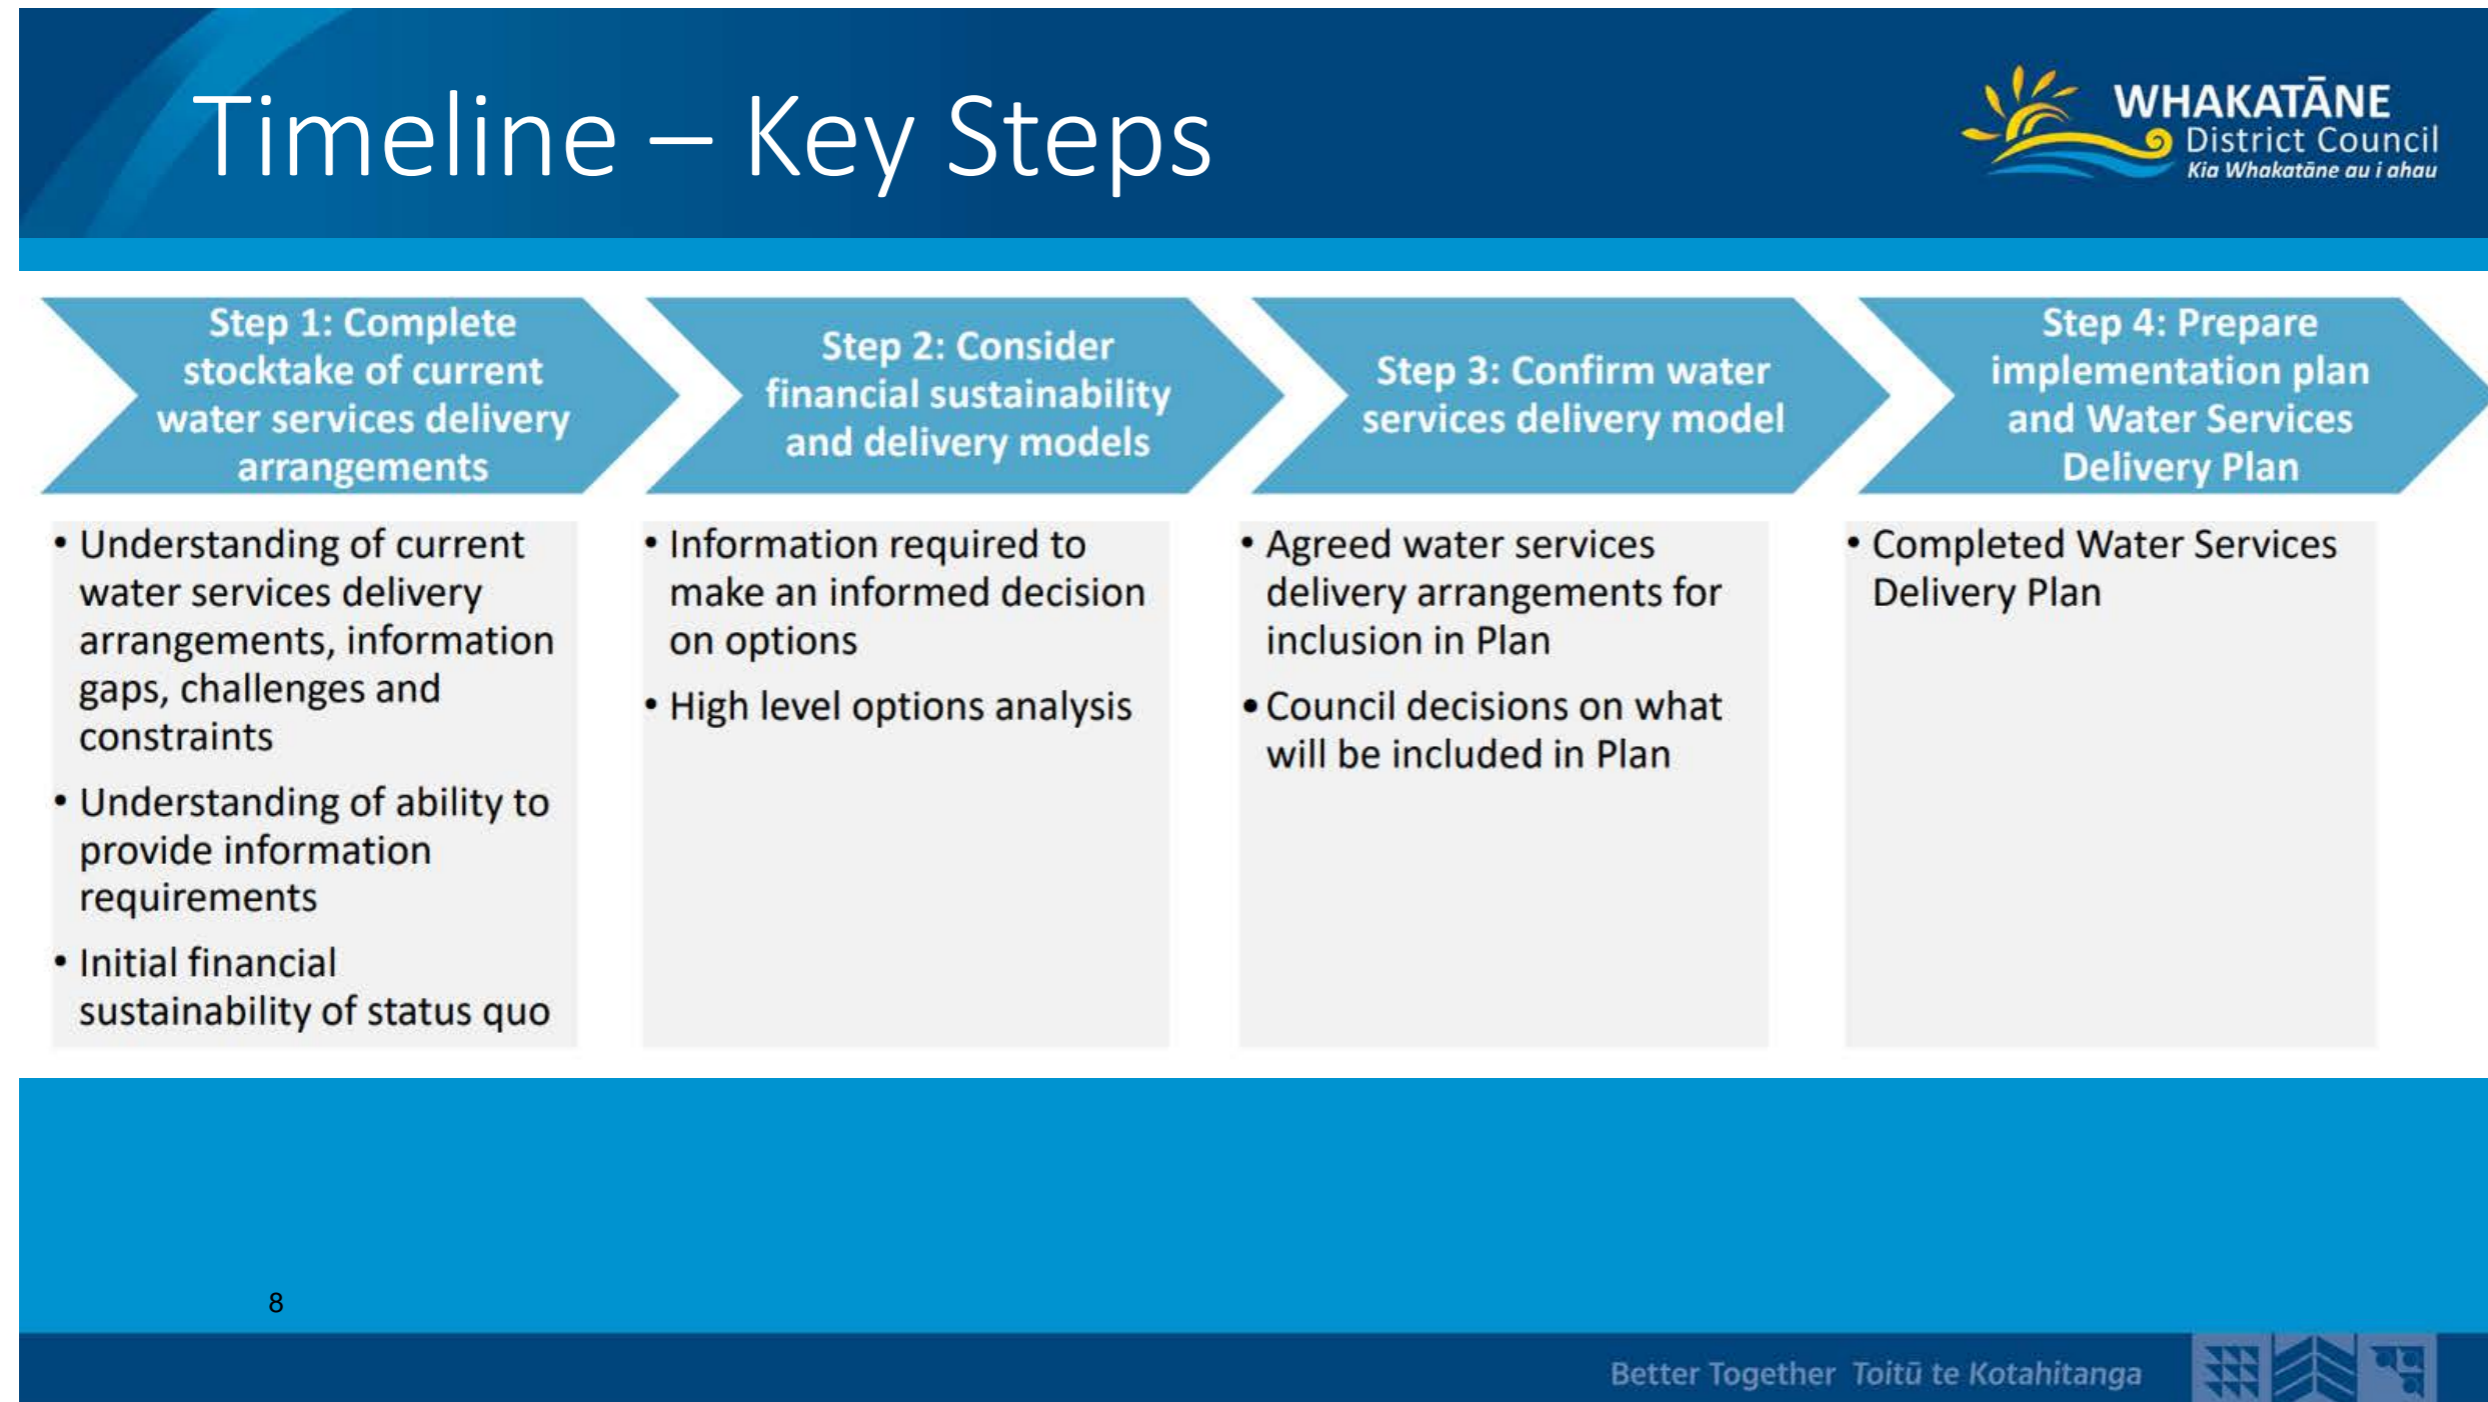 Timeline – Key Steps
WHAKATĀNE
District Council
Kia Whakatāne au i ahau
Step 1: Complete
stocktake of current
water services delivery
arrangements
• Understanding of current
water services delivery
arrangements, information
gaps, challenges and
constraints
• Understanding of ability to
provide information
requirements
• Initial financial
sustainability of status quo
Step 2: Consider
financial sustainability
and delivery models
• Information required to
make an informed decision
on options
• High level options analysis
Step 3: Confirm water
services delivery model
• Agreed water services
delivery arrangements for
inclusion in Plan
• Council decisions on what
will be included in Plan
Step 4: Prepare
implementation plan
and Water Services
Delivery Plan
• Completed Water Services
Delivery Plan
8
Better Together Toitū te Kotahitanga